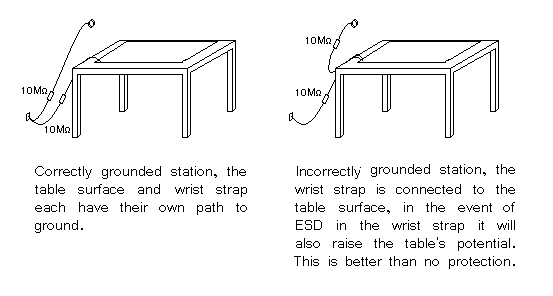 10MΩ
10MΩ
Correctly grounded station, the
table surface and wrist strap
each have their own path to
ground.
10MΩ
10MΩ
Incorrectly grounded station, the
wrist strap is connected to the
table surface, in the event of
ESD in the wrist strap it will
also raise the table's potential.
This is better than no protection.